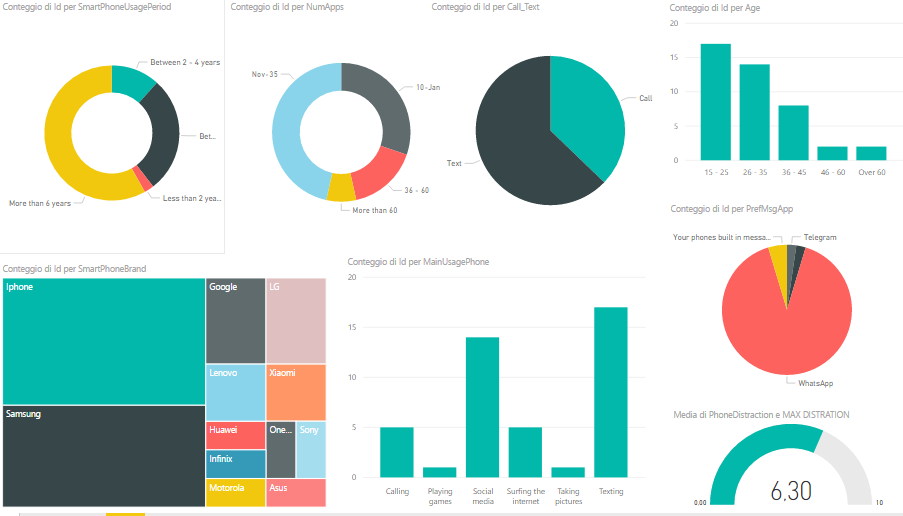 Conteggio di Id per SmartPhoneUsagePeriod
Between 2 - 4 years
Bet...
Less than 2 yea...
More than 6 years
Conteggio di Id per NumApps
Nov-35
10-Jan
36 - 60
More than 60
Conteggio di Id per Call_Text
Call
Text
Conteggio di Id per Age
20
15
10
5
0
15 - 25
26 - 35
36 - 45
46 - 60
Over 60
Conteggio di Id per PrefMsgApp
Your phones built in messa...
Telegram
WhatsApp
Conteggio di Id per SmartPhoneBrand
Iphone
Samsung
Google
LG
Lenovo
Xiaomi
Huawei
One...
Sony
Infinix
Motorola
Asus
Conteggio di Id per MainUsagePhone
20
15
10
5
0
Calling
Playing
games
Social
media
Surfing the
internet
Taking
pictures
Texting
Media di PhoneDistraction e MAX DISTRATION
6,30
0.00
10